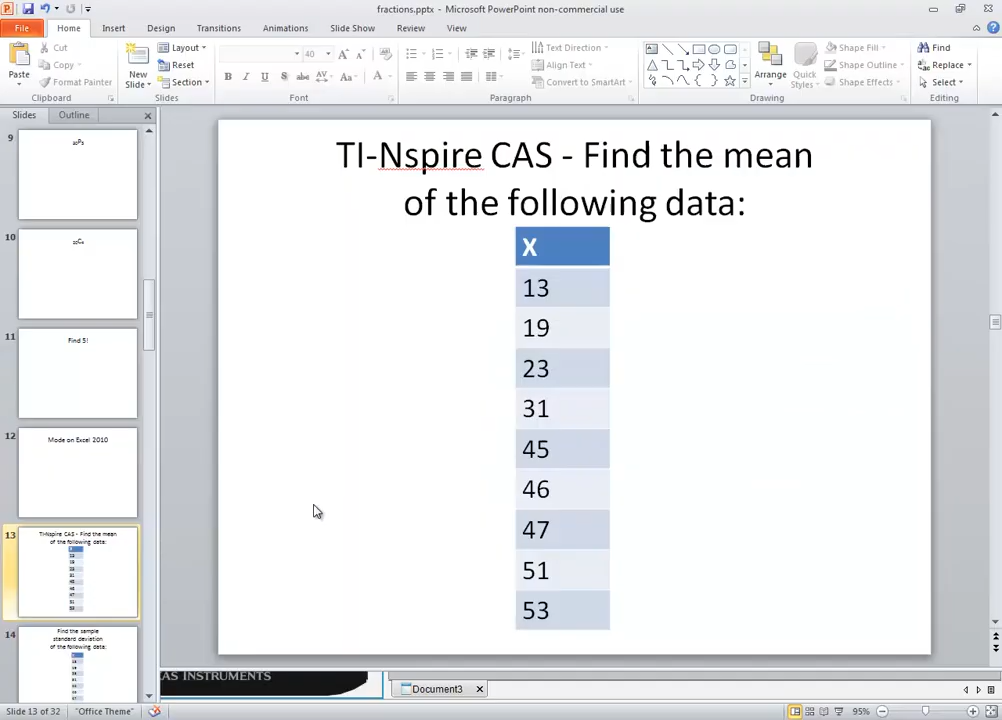 fractions.pptx - Microsoft PowerPoint non-commercial use
File Home Insert Design Transitions Animations Slide Show Review View
Paste Cut Copy Format Painter
Clipboard
New Slide Layout Reset Section
Slides
40
B I U S abc AV Aa A
Font
Text Direction Align Text Convert to SmartArt
Paragraph
Arrange Quick Styles Shape Fill Shape Outline Shape Effects
Drawing
Find Replace Select
Editing
Slides Outline
9
10
11
Find 5!
12
Mode on Excel 2010
13
TI-Nspire CAS - Find the mean
of the following data:
14
Find the sample
standard deviation
of the following data:
TI-Nspire CAS - Find the mean
of the following data:
X
13
19
23
31
45
46
47
51
53
AS INSTRUMENTS
Document3
Slide 13 of 32 "Office Theme" 95%